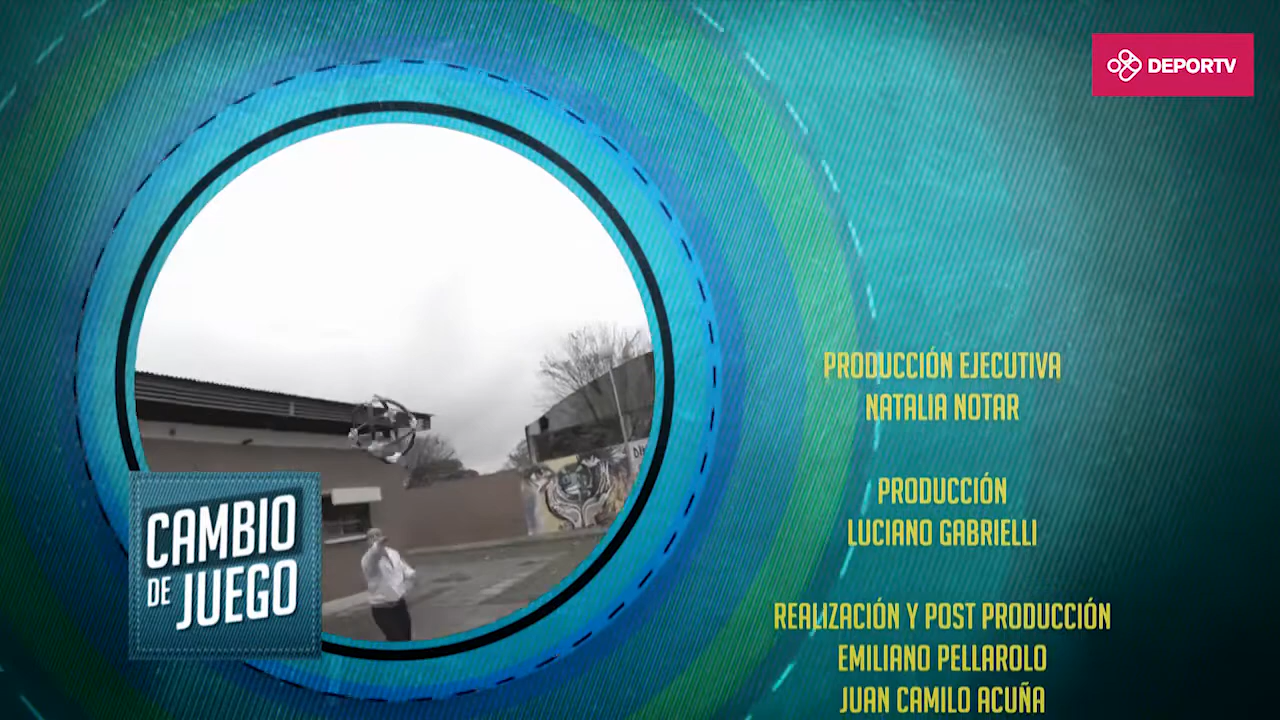 DEPORTV
PRODUCCIÓN EJECUTIVA
NATALIA NOTAR
PRODUCCIÓN
LUCIANO GABRIELLI
REALIZACIÓN Y POST PRODUCCIÓN
EMILIANO PELLAROLO
JUAN CAMILO ACUÑA
CAMBIO
DE JUEGO